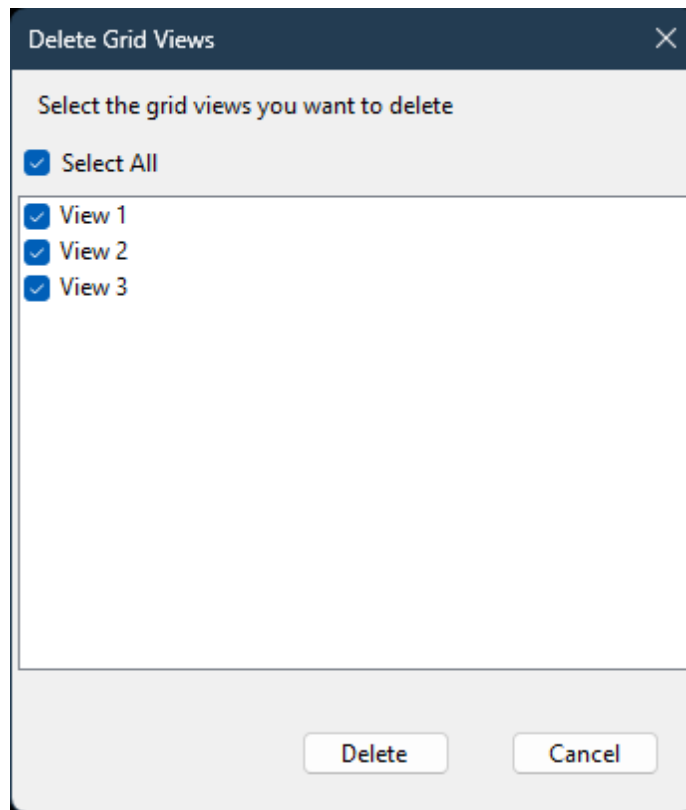 Delete Grid Views
Select the grid views you want to delete
Select All
View 1
View 2
View 3
Delete Cancel